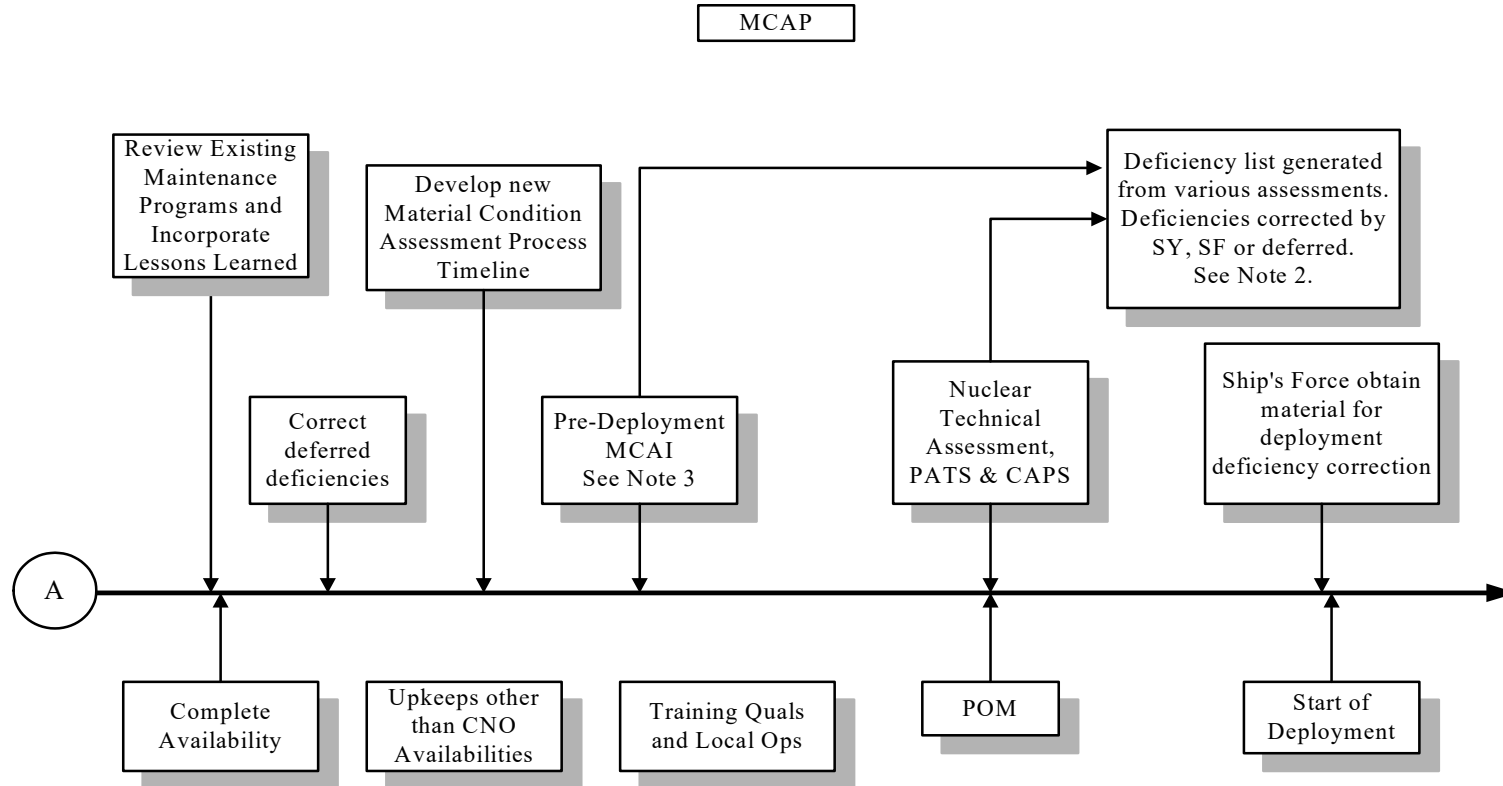 MCAP
Review Existing
Maintenance
Programs and
Incorporate
Lessons Learned
Develop new
Material Condition
Assessment Process
Timeline
Deficiency list generated
from various assessments.
Deficiencies corrected by
SY, SF or deferred.
See Note 2.
Correct
deferred
deficiencies
Pre-Deployment
MCAI
See Note 3
Nuclear
Technical
Assessment,
PATS & CAPS
Ship's Force obtain
material for
deployment
deficiency correction
A
Complete
Availability
Upkeeps other
than CNO
Availabilities
Training Quals
and Local Ops
POM
Start of
Deployment